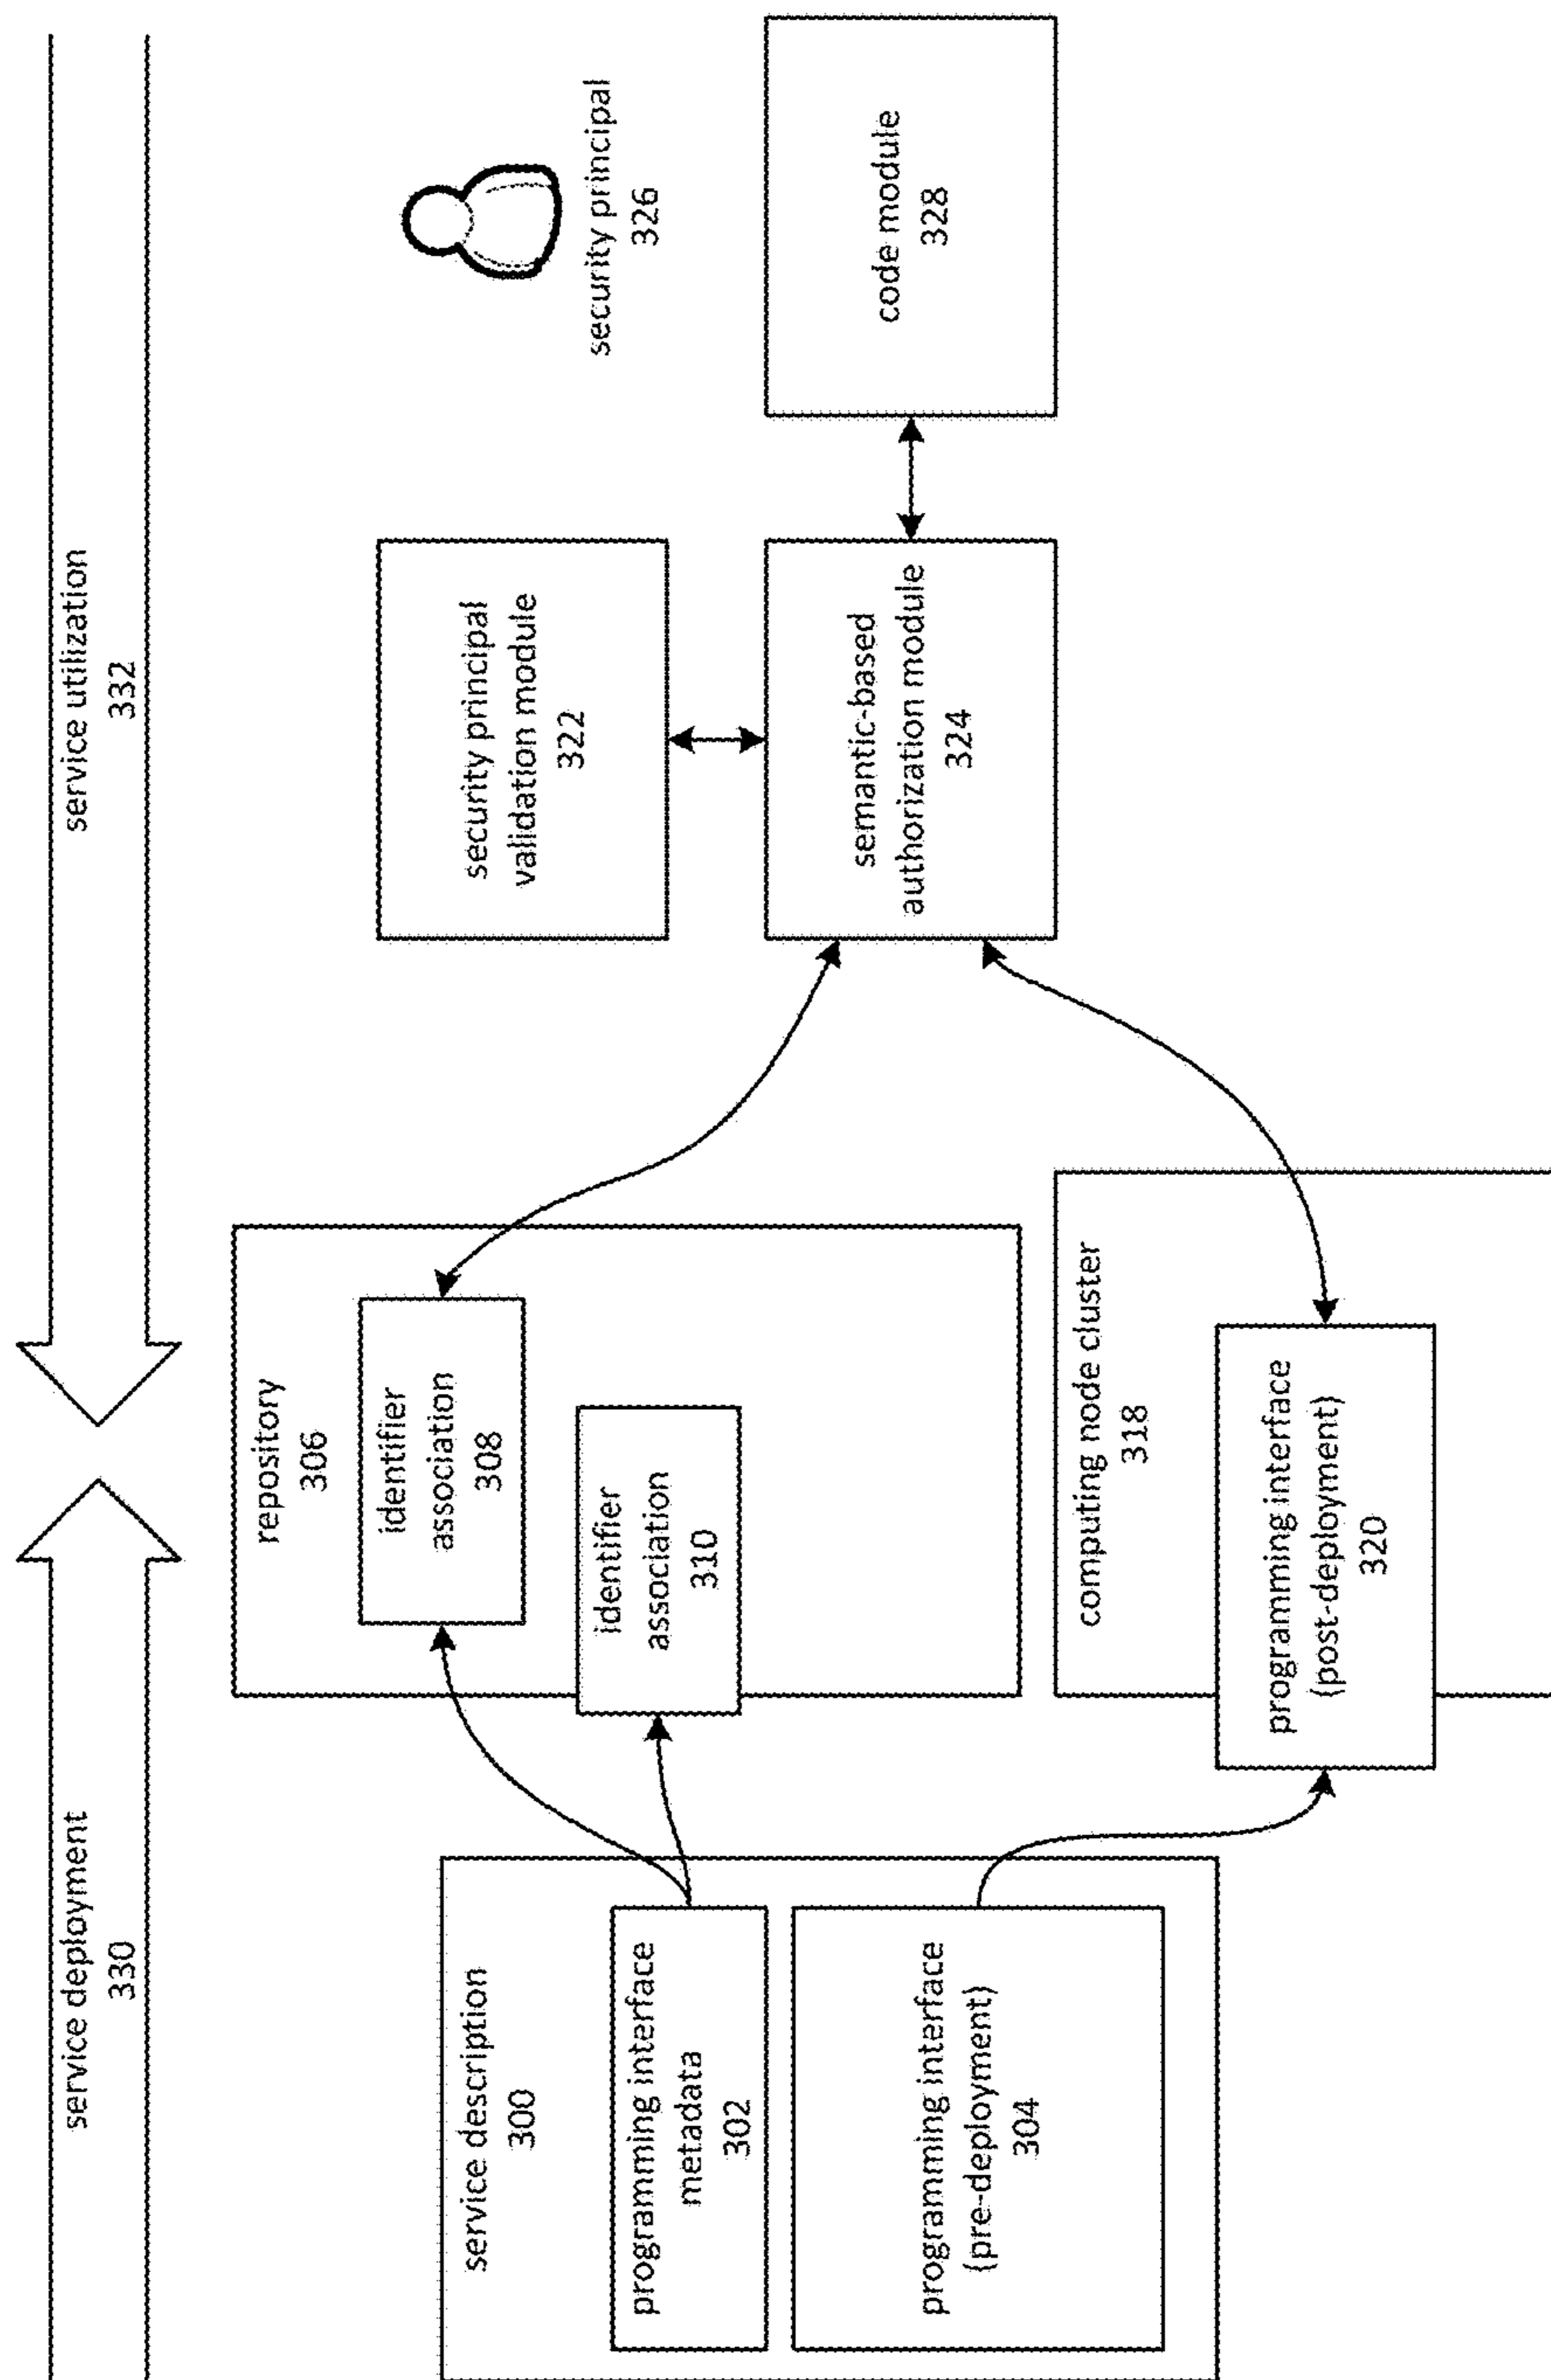 service deployment
330
service utilization
332
service description
300
programming interface
metadata
302
programming interface
(pre-deployment)
304
repository
306
identifier
association
308
identifier
association
310
computing node cluster
318
programming interface
(post-deployment)
320
security principal
validation module
322
semantic-based
authorization module
324
security principal
326
code module
328